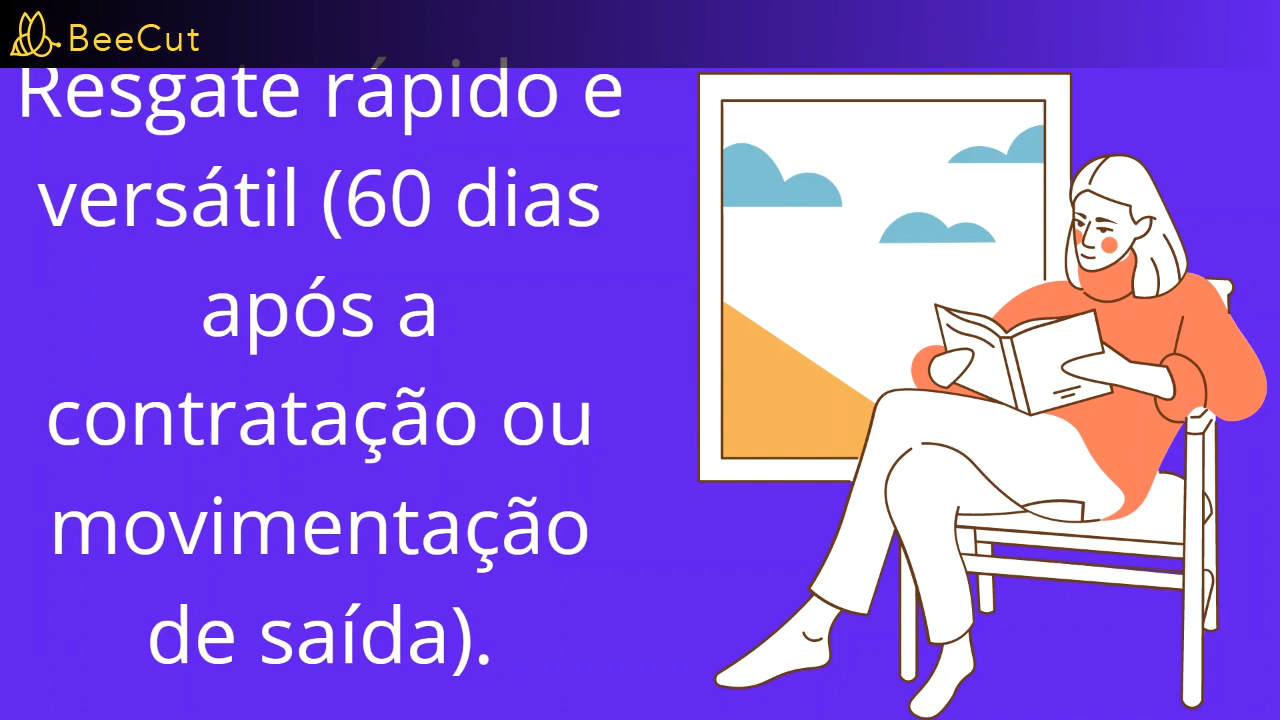 BeeCut
Resgate rápido e
versátil (60 dias
após a
contratação ou
movimentação
de saída).